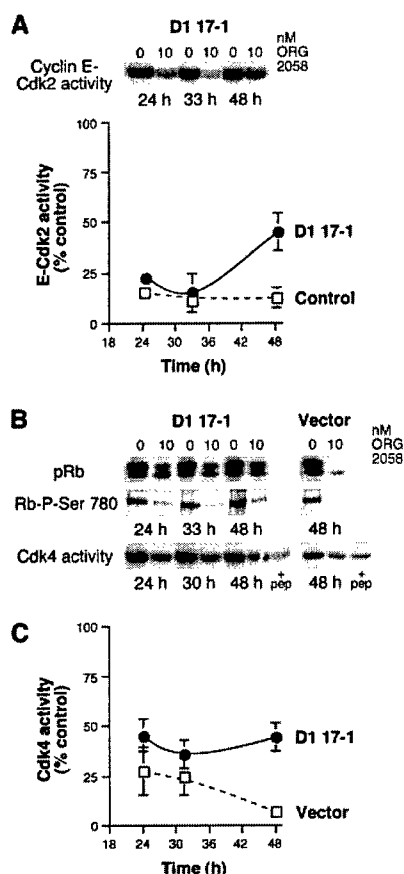 A
D1 17-1
0 10 0 10 0 10 nM
ORG
2058
Cyclin E-
Cdk2 activity
24 h 33 h 48 h
100
75
50
25
0
E-Cdk2 activity
(% control)
D1 17-1
Control
18 24 30 36 42 48
Time (h)
B
D1 17-1 Vector
0 10 0 10 0 10 0 10 nM
ORG
2058
pRb
Rb-P-Ser 780
24 h 33 h 48 h 48 h
Cdk4 activity
24 h 30 h 48 h + pep 48 h + pep
C
100
75
50
25
0
Cdk4 activity
(% control)
D1 17-1
Vector
18 24 30 36 42 48
Time (h)